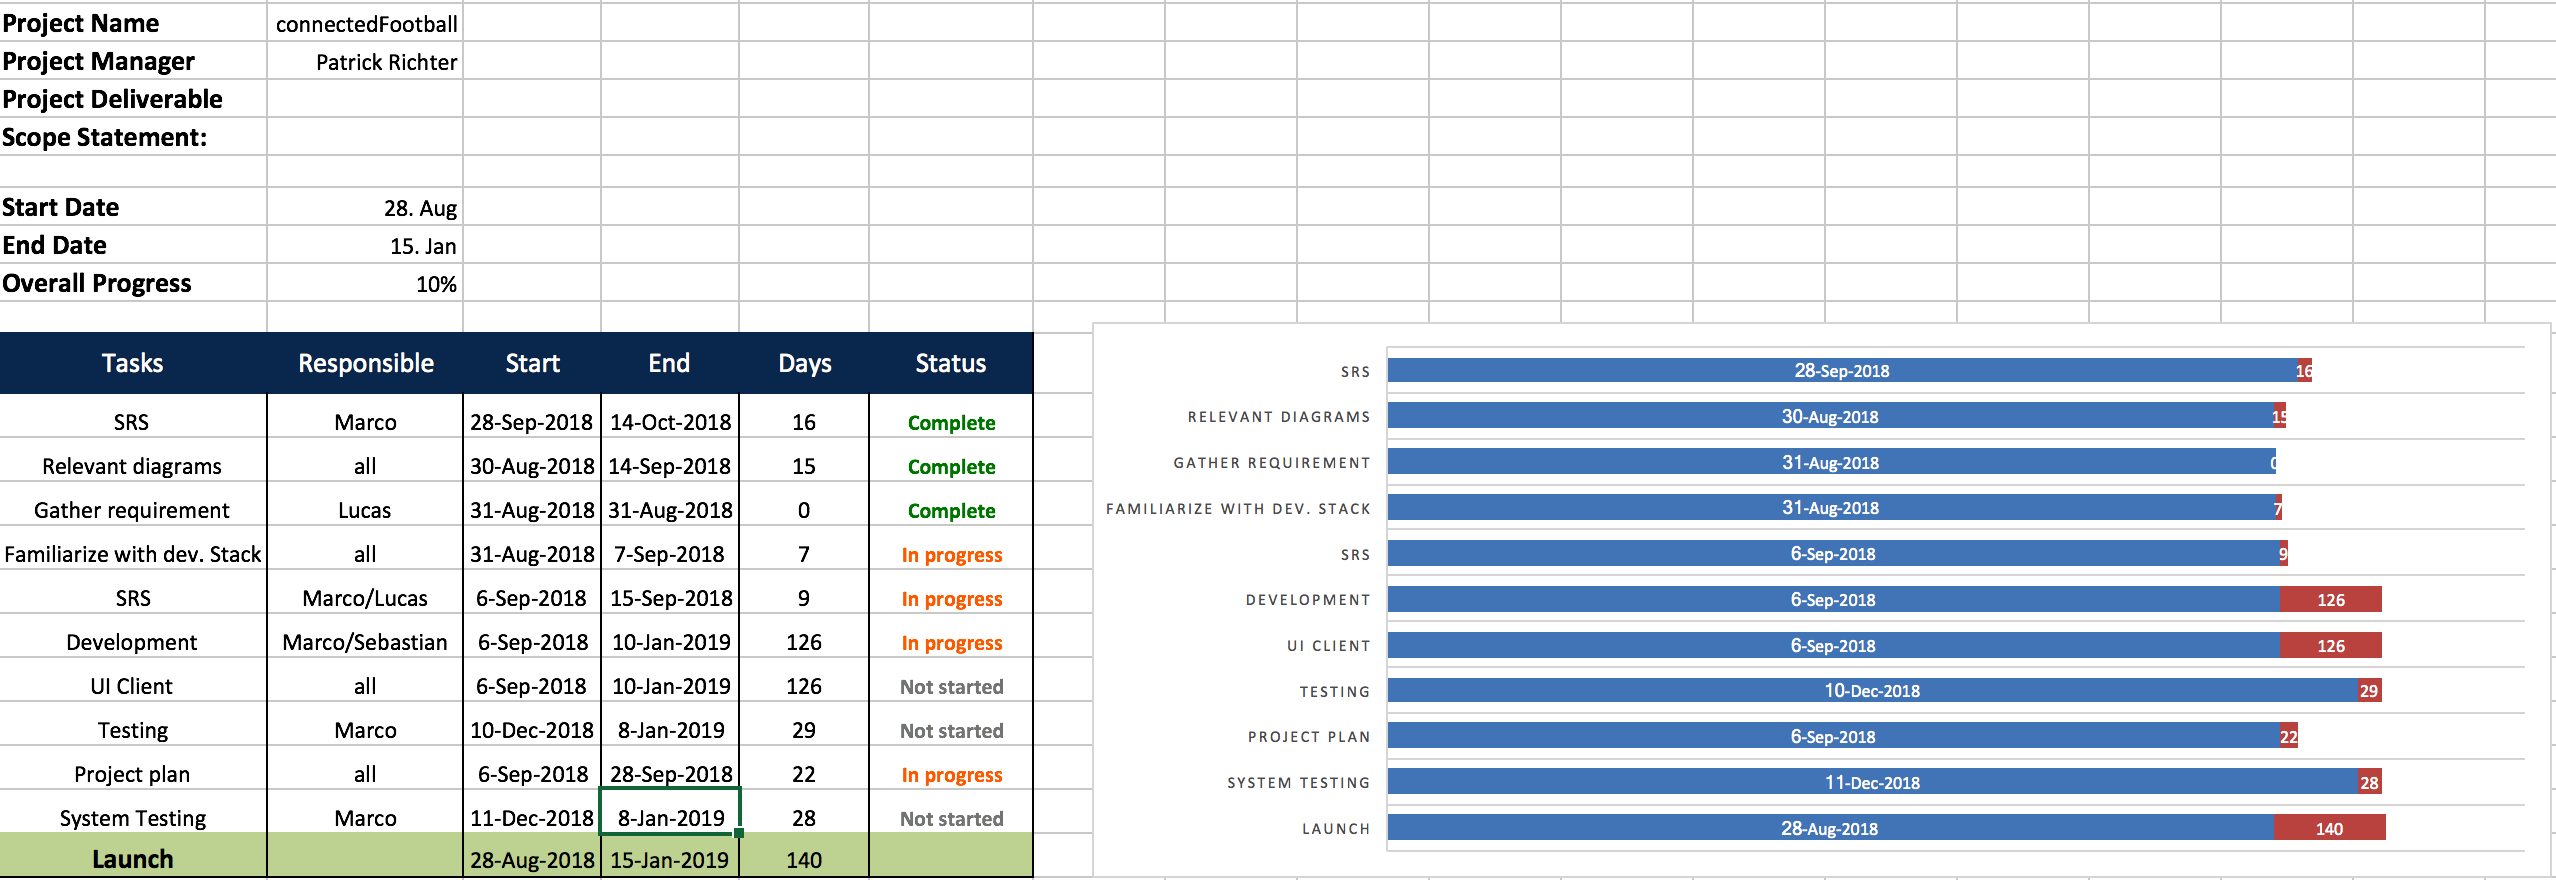 Project Name connectedFootball
Project Manager Patrick Richter
Project Deliverable
Scope Statement:
Start Date 28. Aug
End Date 15. Jan
Overall Progress 10%
Tasks Responsible Start End Days Status
SRS Marco 28-Sep-2018 14-Oct-2018 16 Complete
Relevant diagrams all 30-Aug-2018 14-Sep-2018 15 Complete
Gather requirement Lucas 31-Aug-2018 31-Aug-2018 0 Complete
Familiarize with dev. Stack all 31-Aug-2018 7-Sep-2018 7 In progress
SRS Marco/Lucas 6-Sep-2018 15-Sep-2018 9 In progress
Development Marco/Sebastian 6-Sep-2018 10-Jan-2019 126 In progress
UI Client all 6-Sep-2018 10-Jan-2019 126 Not started
Testing Marco 10-Dec-2018 8-Jan-2019 29 Not started
Project plan all 6-Sep-2018 28-Sep-2018 22 In progress
System Testing Marco 11-Dec-2018 8-Jan-2019 28 Not started
Launch 28-Aug-2018 15-Jan-2019 140
SRS 28-Sep-2018 16
RELEVANT DIAGRAMS 30-Aug-2018 15
GATHER REQUIREMENT 31-Aug-2018 0
FAMILIARIZE WITH DEV. STACK 31-Aug-2018 7
SRS 6-Sep-2018 9
DEVELOPMENT 6-Sep-2018 126
UI CLIENT 6-Sep-2018 126
TESTING 10-Dec-2018 29
PROJECT PLAN 6-Sep-2018 22
SYSTEM TESTING 11-Dec-2018 28
LAUNCH 28-Aug-2018 140